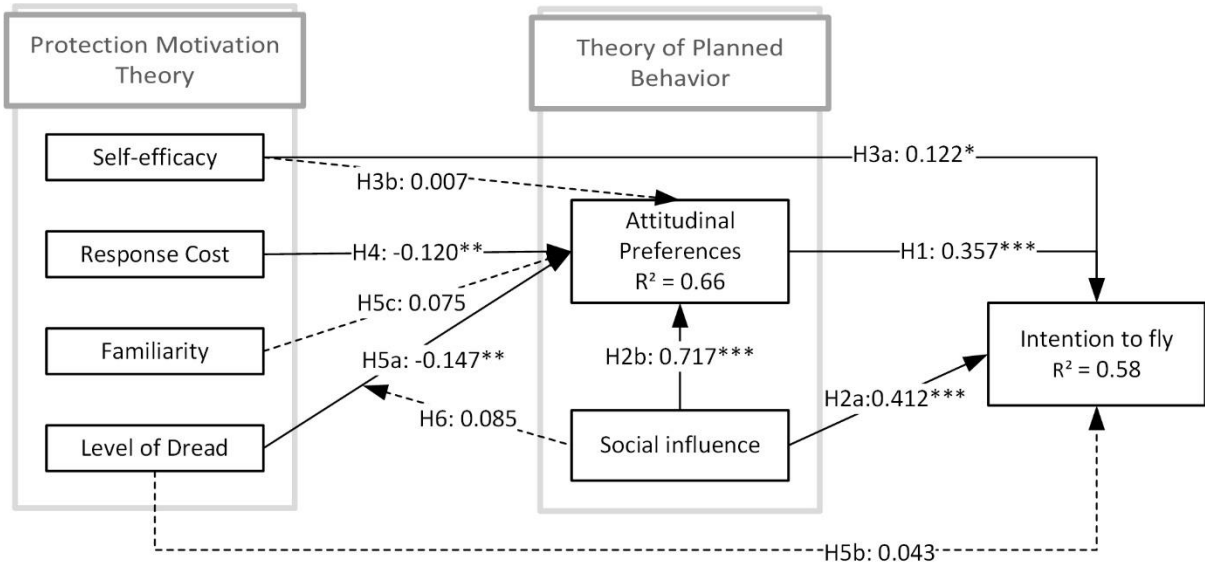 Protection Motivation
Theory
Theory of Planned
Behavior
Self-efficacy
H3a: 0.122*
H3b: 0.007
Attitudinal
Preferences
R² = 0.66
Response Cost
H4: -0.120**
H1: 0.357***
H5c: 0.075
Familiarity
H5a: -0.147**
H2b: 0.717***
Intention to fly
R² = 0.58
H2a:0.412***
H6: 0.085
Level of Dread
Social influence
H5b: 0.043